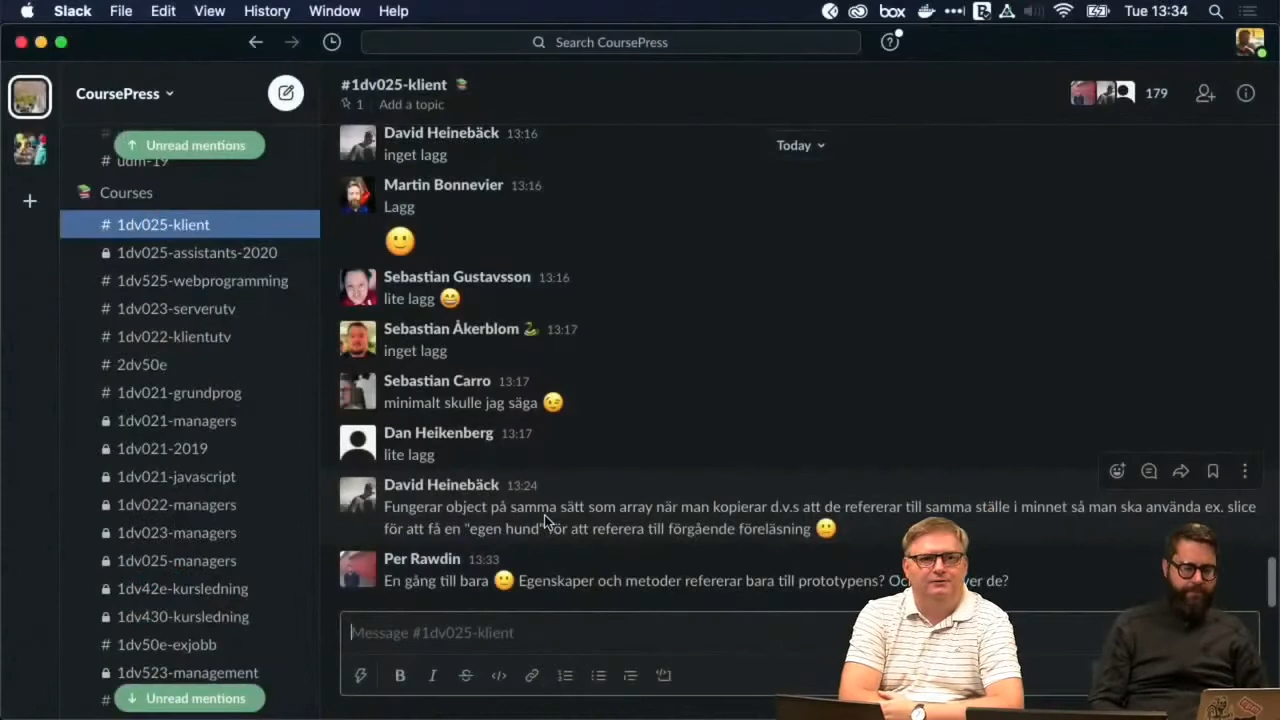 Slack File Edit View History Window Help box Tue 13:34
Search CoursePress
CoursePress
#1dv025-klient
1 Add a topic
179
Unread mentions
# udm-19
Courses
# 1dv025-klient
1dv025-assistants-2020
# 1dv525-webprogramming
# 1dv023-serverutv
# 1dv022-klientutv
# 2dv50e
# 1dv021-grundprog
1dv021-managers
1dv021-2019
1dv021-javascript
1dv022-managers
1dv023-managers
1dv025-managers
1dv42e-kursledning
1dv430-kursledning
# 1dv50e-exjobb
1dv523-management
#
Unread mentions
Today
David Heinebäck 13:16
inget lagg
Martin Bonnevier 13:16
Lagg
Sebastian Gustavsson 13:16
lite lagg
Sebastian Åkerblom 13:17
inget lagg
Sebastian Carro 13:17
minimalt skulle jag säga
Dan Heikenberg 13:17
lite lagg
David Heinebäck 13:24
Fungerar object på samma sätt som array när man kopierar d.v.s att de refererar till samma ställe i minnet så man ska använda ex. slice
för att få en "egen hund" för att referera till förgående föreläsning
Per Rawdin 13:33
En gång till bara Egenskaper och metoder refererar bara till prototypens? de?
Message #1dv025-klient
B I S